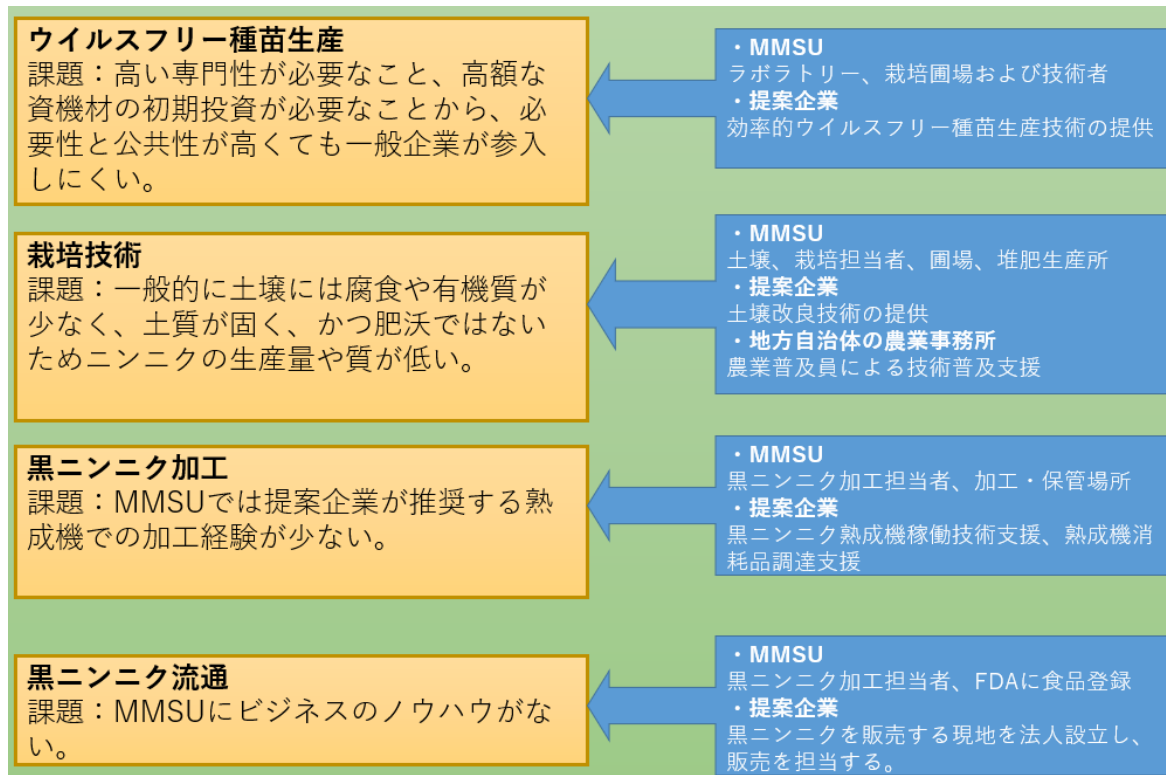 ウイルスフリー種苗生産
課題：高い専門性が必要なこと、高額な
資機材の初期投資が必要なことから、必
要性と公共性が高くても一般企業が参入
しにくい。
・MMSU
ラボラトリー、栽培圃場および技術者
・提案企業
効率的ウイルスフリー種苗生産技術の提供
栽培技術
課題：一般的に土壌には腐食や有機質が
少なく、土質が固く、かつ肥沃ではない
ためニンニクの生産量や質が低い。
・MMSU
土壌、栽培担当者、圃場、堆肥生産所
・提案企業
土壌改良技術の提供
・地方自治体の農業事務所
農業普及員による技術普及支援
黒ニンニク加工
課題：MMSUでは提案企業が推奨する熟
成機での加工経験が少ない。
・MMSU
黒ニンニク加工担当者、加工・保管場所
・提案企業
黒ニンニク熟成機稼働技術支援、熟成機消
耗品調達支援
黒ニンニク流通
課題：MMSUにビジネスのノウハウがな
い。
・MMSU
黒ニンニク加工担当者、FDAに食品登録
・提案企業
黒ニンニクを販売する現地を法人設立し、
販売を担当する。